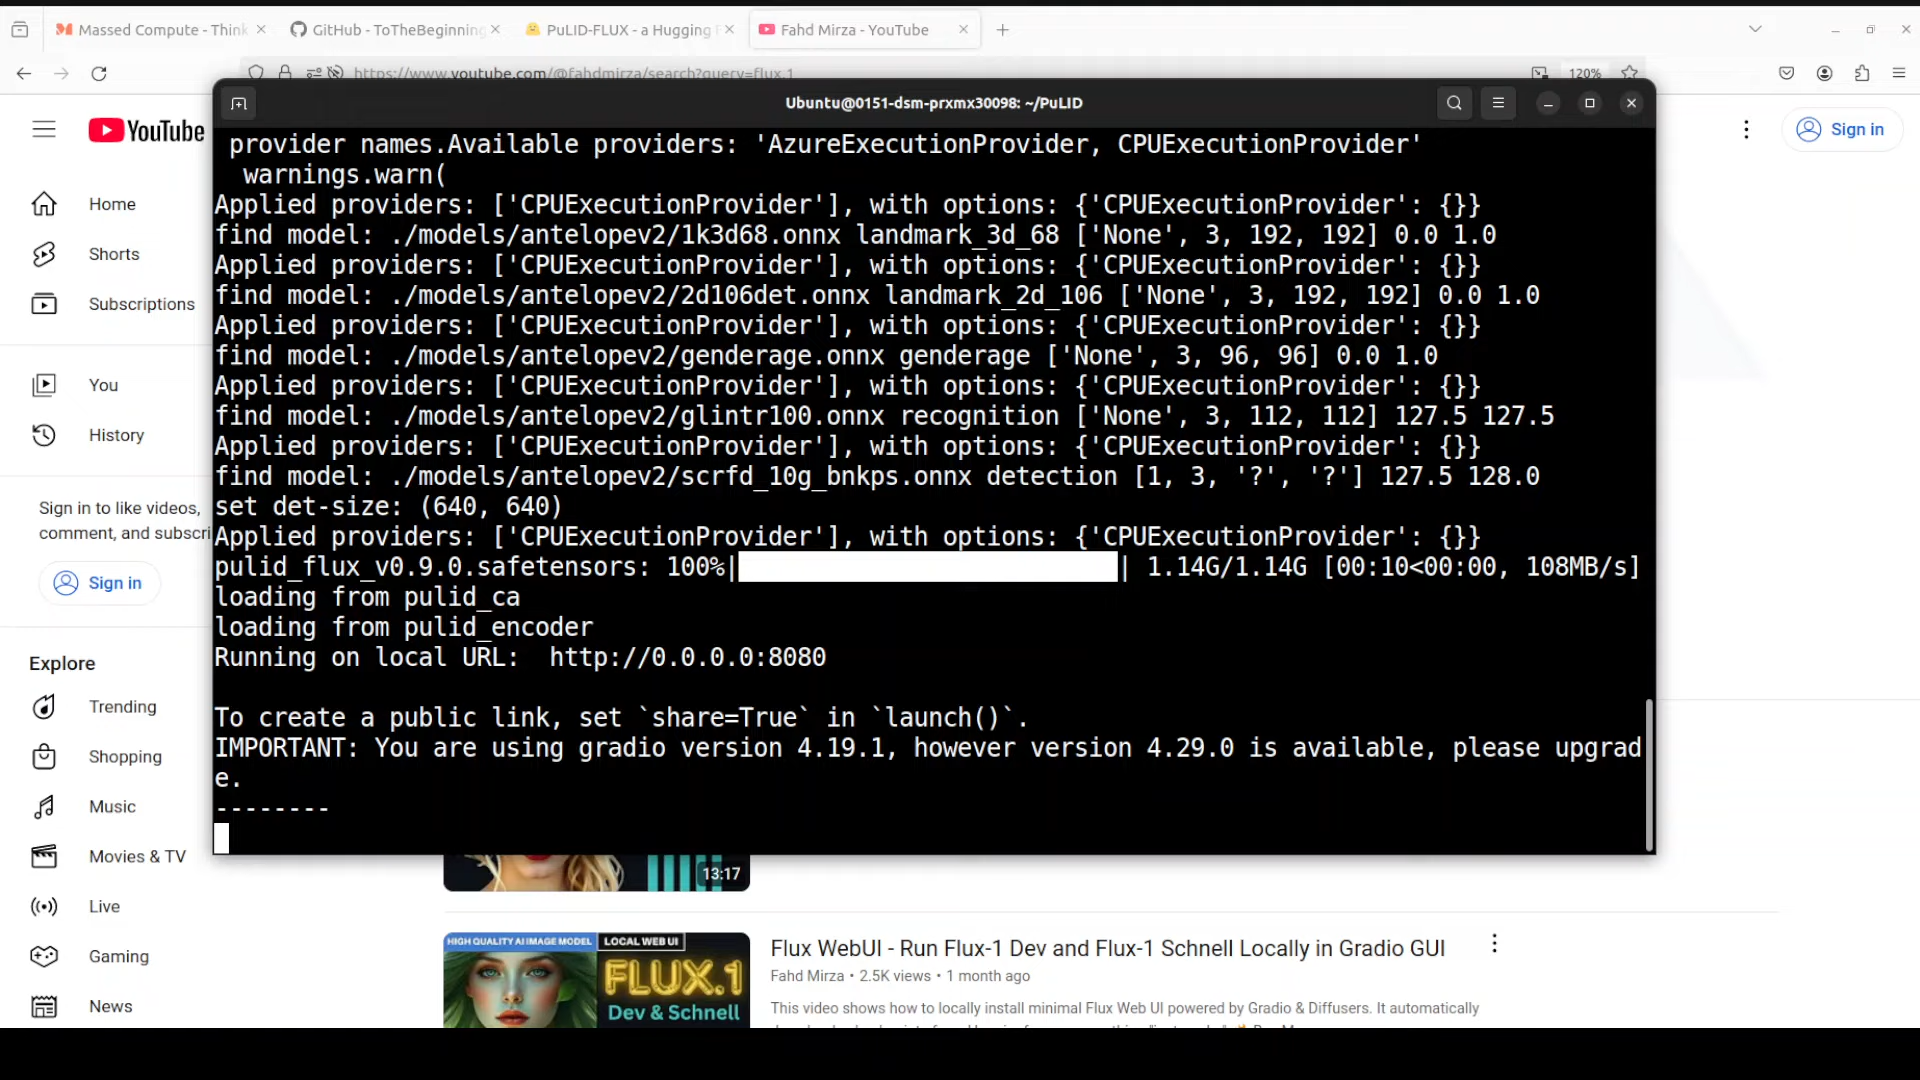 Massed Compute - Think
GitHub - ToTheBeginning
PuLID-FLUX - a Hugging F
Fahd Mirza - YouTube
https://www.youtube.com/@fahdmirza/search?query=flux.1
120%
Ubuntu@0151-dsm-prxmx30098: ~/PuLID
YouTube
Sign in
Home
Shorts
Subscriptions
You
History
Sign in to like videos,
comment, and subscri
Sign in
Explore
Trending
Shopping
Music
Movies & TV
Live
Gaming
News
provider names.Available providers: 'AzureExecutionProvider, CPUExecutionProvider'
warnings.warn(
Applied providers: ['CPUExecutionProvider'], with options: {'CPUExecutionProvider': {}}
find model: ./models/antelopev2/1k3d68.onnx landmark_3d_68 ['None', 3, 192, 192] 0.0 1.0
Applied providers: ['CPUExecutionProvider'], with options: {'CPUExecutionProvider': {}}
find model: ./models/antelopev2/2d106det.onnx landmark_2d_106 ['None', 3, 192, 192] 0.0 1.0
Applied providers: ['CPUExecutionProvider'], with options: {'CPUExecutionProvider': {}}
find model: ./models/antelopev2/genderage.onnx genderage ['None', 3, 96, 96] 0.0 1.0
Applied providers: ['CPUExecutionProvider'], with options: {'CPUExecutionProvider': {}}
find model: ./models/antelopev2/glintr100.onnx recognition ['None', 3, 112, 112] 127.5 127.5
Applied providers: ['CPUExecutionProvider'], with options: {'CPUExecutionProvider': {}}
find model: ./models/antelopev2/scrfd_10g_bnkps.onnx detection [1, 3, '?', '?'] 127.5 128.0
set det-size: (640, 640)
Applied providers: ['CPUExecutionProvider'], with options: {'CPUExecutionProvider': {}}
pulid_flux_v0.9.0.safetensors: 100%| | 1.14G/1.14G [00:10<00:00, 108MB/s]
loading from pulid_ca
loading from pulid_encoder
Running on local URL:  http://0.0.0.0:8080
To create a public link, set `share=True` in `launch()`.
IMPORTANT: You are using gradio version 4.19.1, however version 4.29.0 is available, please upgrad
e.
--------
13:17
HIGH QUALITY AI IMAGE MODEL
LOCAL WEB UI
FLUX.1
Dev & Schnell
Flux WebUI - Run Flux-1 Dev and Flux-1 Schnell Locally in Gradio GUI
Fahd Mirza • 2.5K views • 1 month ago
This video shows how to locally install minimal Flux Web UI powered by Gradio & Diffusers. It automatically